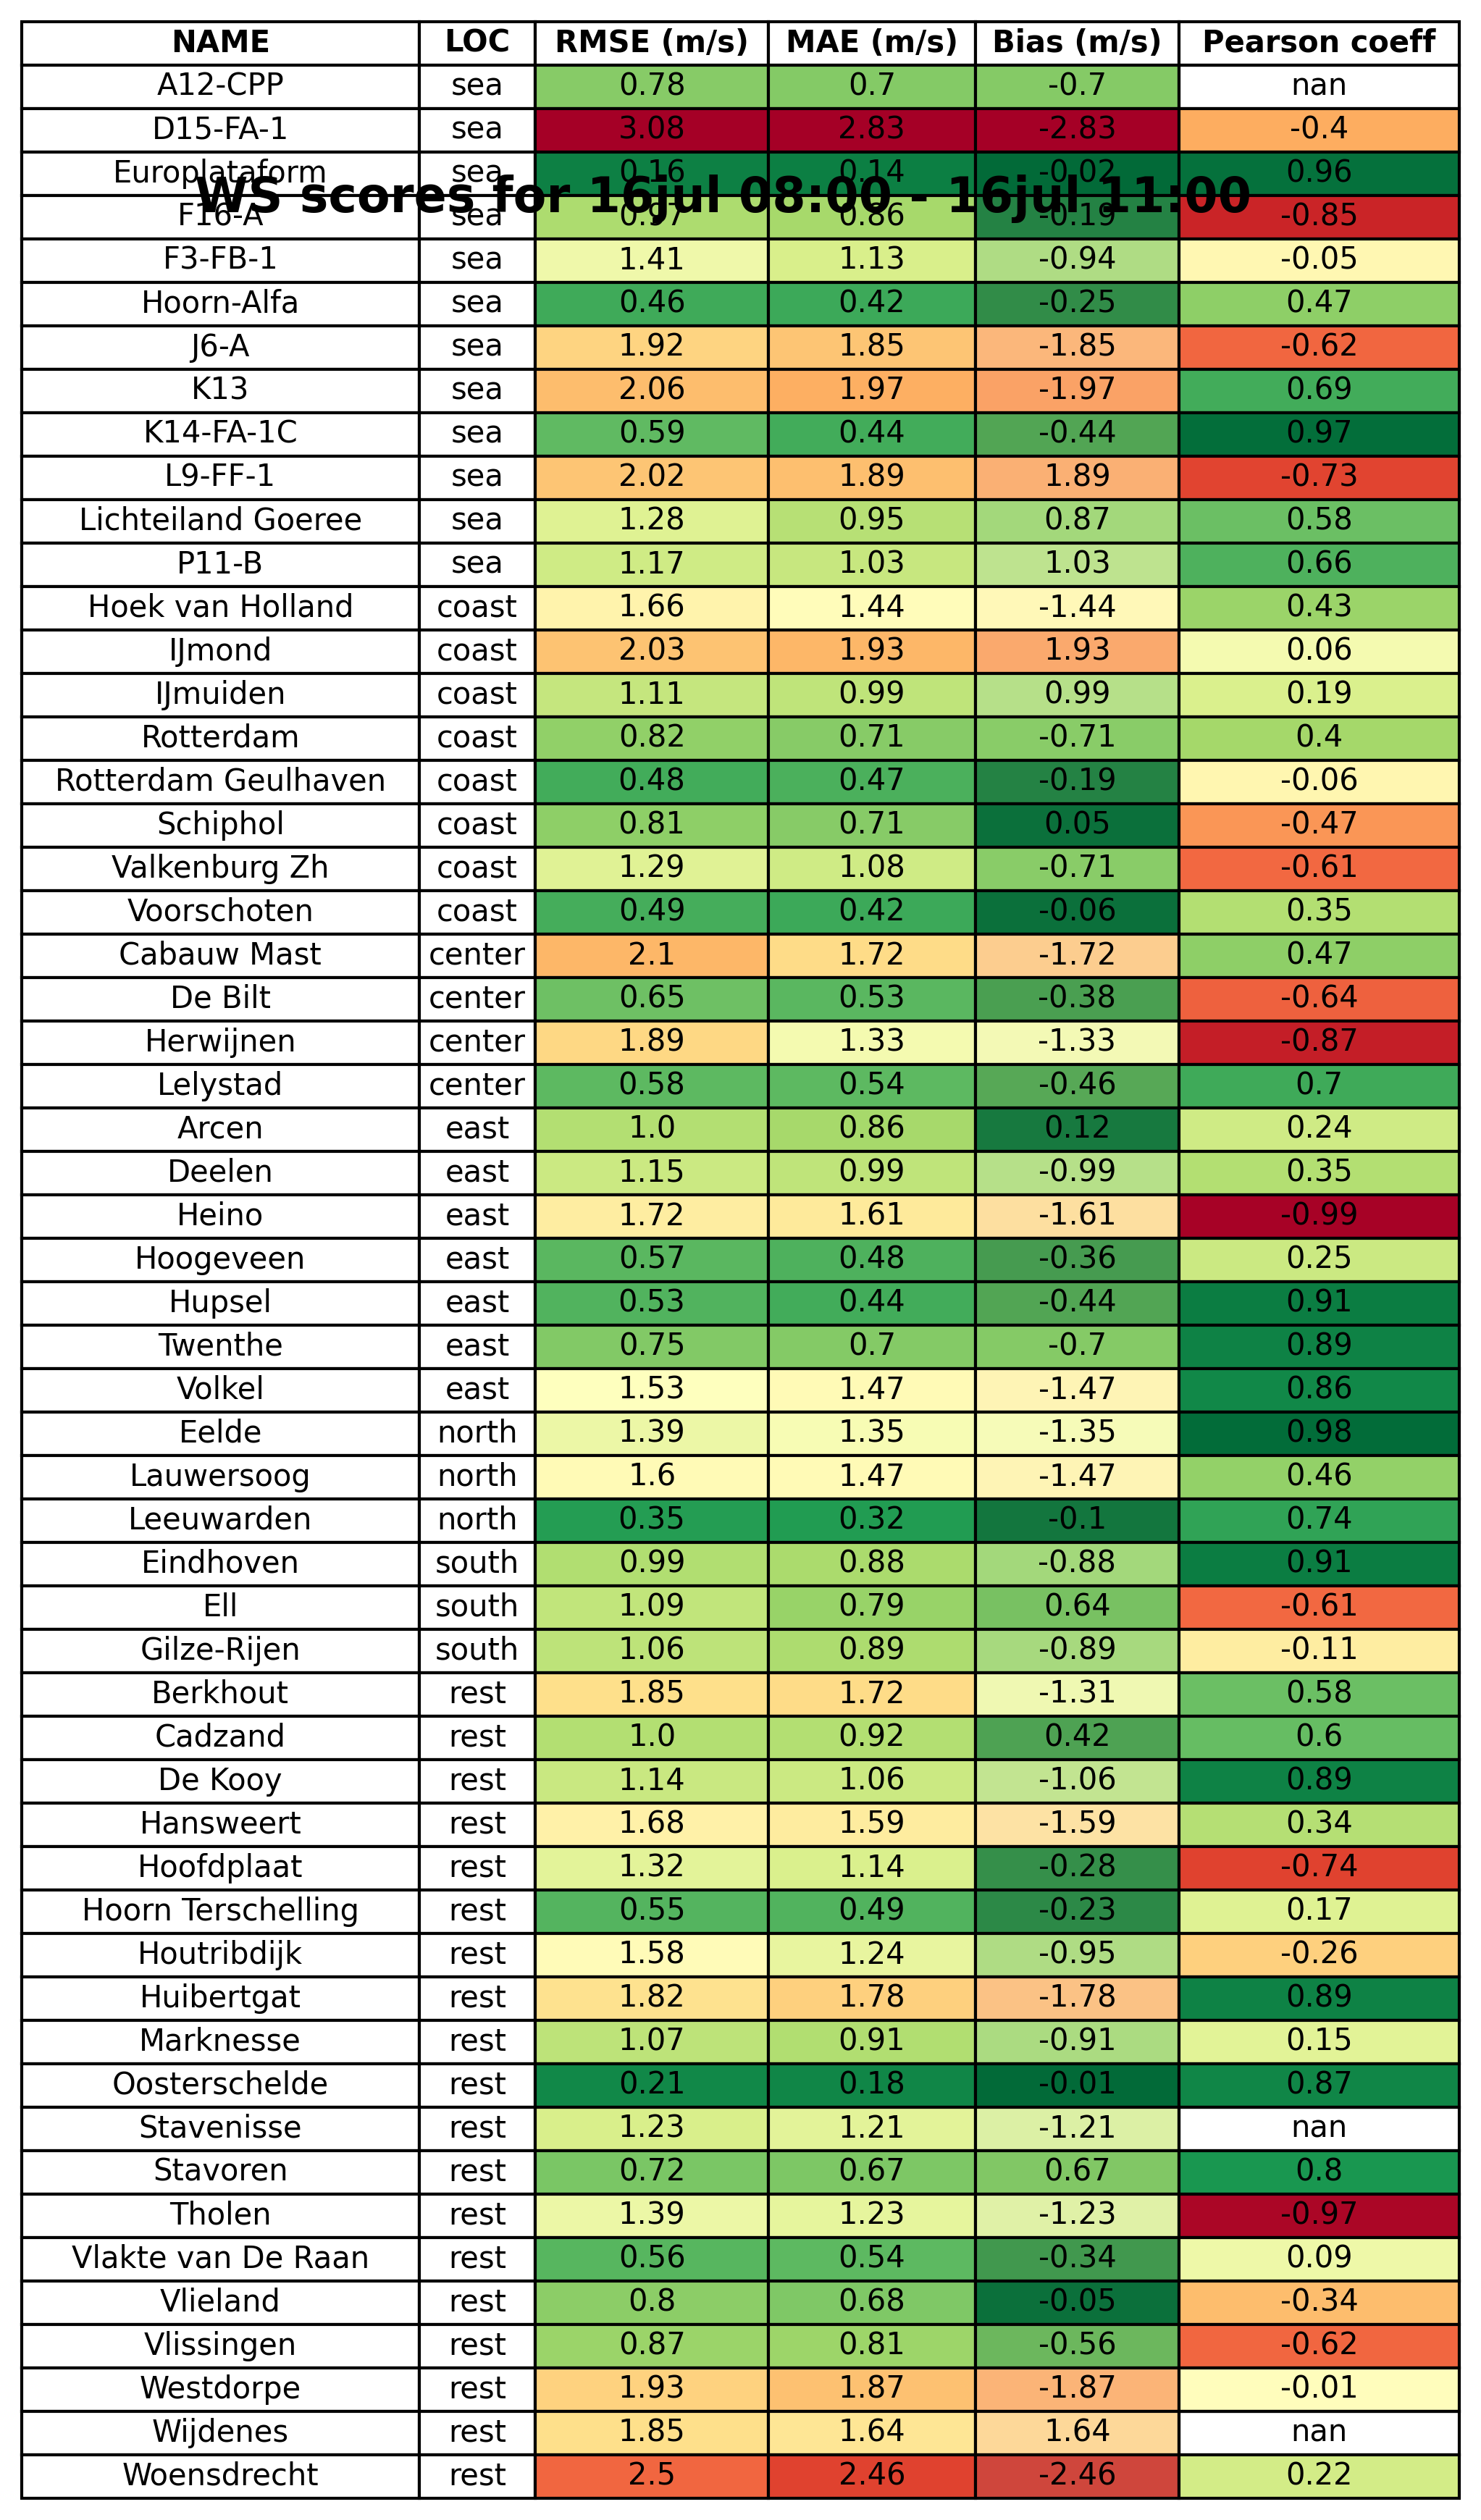 NAME LOC RMSE (m/s) MAE (m/s) Bias (m/s) Pearson coeff
A12-CPP sea 0.78 0.7 -0.7 nan
D15-FA-1 sea 3.08 2.83 -2.83 -0.4
Europlataform sea 0.16 0.14 -0.02 0.96
WS scores for 16jul 08:00 - 16jul 11:00
F16-A sea 0.97 0.86 -0.19 -0.85
F3-FB-1 sea 1.41 1.13 -0.94 -0.05
Hoorn-Alfa sea 0.46 0.42 -0.25 0.47
J6-A sea 1.92 1.85 -1.85 -0.62
K13 sea 2.06 1.97 -1.97 0.69
K14-FA-1C sea 0.59 0.44 -0.44 0.97
L9-FF-1 sea 2.02 1.89 1.89 -0.73
Lichteiland Goeree sea 1.28 0.95 0.87 0.58
P11-B sea 1.17 1.03 1.03 0.66
Hoek van Holland coast 1.66 1.44 -1.44 0.43
IJmond coast 2.03 1.93 1.93 0.06
IJmuiden coast 1.11 0.99 0.99 0.19
Rotterdam coast 0.82 0.71 -0.71 0.4
Rotterdam Geulhaven coast 0.48 0.47 -0.19 -0.06
Schiphol coast 0.81 0.71 0.05 -0.47
Valkenburg Zh coast 1.29 1.08 -0.71 -0.61
Voorschoten coast 0.49 0.42 -0.06 0.35
Cabauw Mast center 2.1 1.72 -1.72 0.47
De Bilt center 0.65 0.53 -0.38 -0.64
Herwijnen center 1.89 1.33 -1.33 -0.87
Lelystad center 0.58 0.54 -0.46 0.7
Arcen east 1.0 0.86 0.12 0.24
Deelen east 1.15 0.99 -0.99 0.35
Heino east 1.72 1.61 -1.61 -0.99
Hoogeveen east 0.57 0.48 -0.36 0.25
Hupsel east 0.53 0.44 -0.44 0.91
Twenthe east 0.75 0.7 -0.7 0.89
Volkel east 1.53 1.47 -1.47 0.86
Eelde north 1.39 1.35 -1.35 0.98
Lauwersoog north 1.6 1.47 -1.47 0.46
Leeuwarden north 0.35 0.32 -0.1 0.74
Eindhoven south 0.99 0.88 -0.88 0.91
Ell south 1.09 0.79 0.64 -0.61
Gilze-Rijen south 1.06 0.89 -0.89 -0.11
Berkhout rest 1.85 1.72 -1.31 0.58
Cadzand rest 1.0 0.92 0.42 0.6
De Kooy rest 1.14 1.06 -1.06 0.89
Hansweert rest 1.68 1.59 -1.59 0.34
Hoofdplaat rest 1.32 1.14 -0.28 -0.74
Hoorn Terschelling rest 0.55 0.49 -0.23 0.17
Houtribdijk rest 1.58 1.24 -0.95 -0.26
Huibertgat rest 1.82 1.78 -1.78 0.89
Marknesse rest 1.07 0.91 -0.91 0.15
Oosterschelde rest 0.21 0.18 -0.01 0.87
Stavenisse rest 1.23 1.21 -1.21 nan
Stavoren rest 0.72 0.67 0.67 0.8
Tholen rest 1.39 1.23 -1.23 -0.97
Vlakte van De Raan rest 0.56 0.54 -0.34 0.09
Vlieland rest 0.8 0.68 -0.05 -0.34
Vlissingen rest 0.87 0.81 -0.56 -0.62
Westdorpe rest 1.93 1.87 -1.87 -0.01
Wijdenes rest 1.85 1.64 1.64 nan
Woensdrecht rest 2.5 2.46 -2.46 0.22